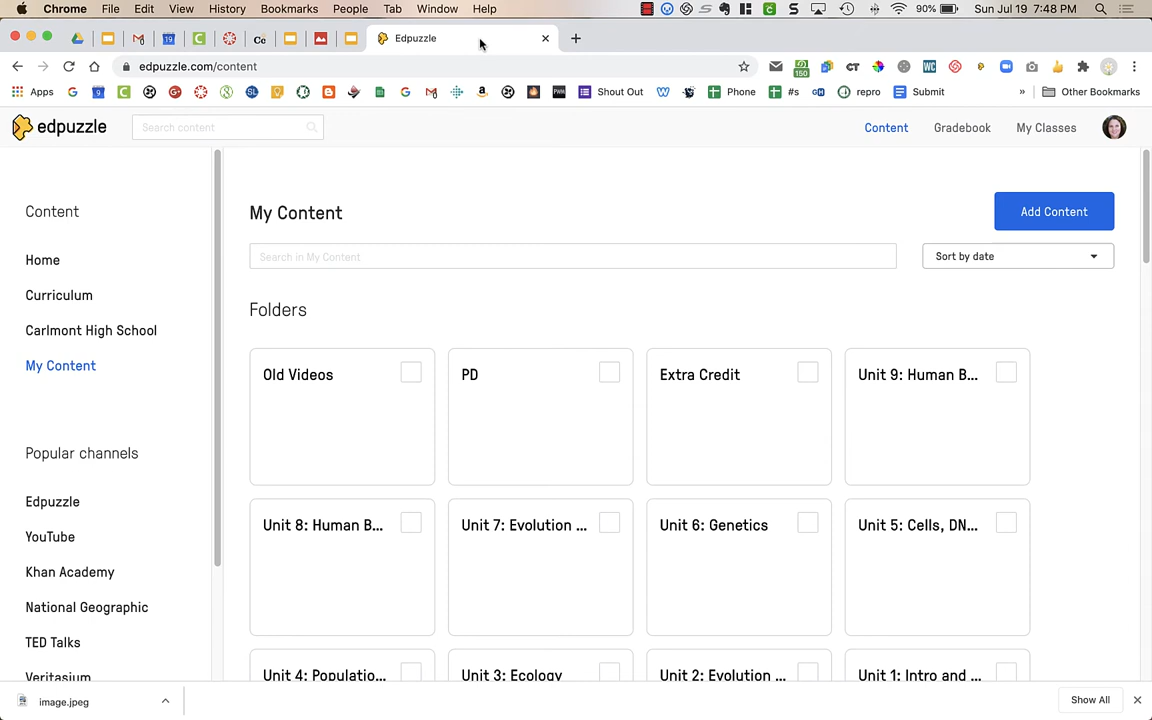 Chrome File Edit View History Bookmarks People Tab Window Help 90% Sun Jul 19 7:48 PM
Edpuzzle
edpuzzle.com/content
Apps Shout Out Phone #s repro Submit » Other Bookmarks
edpuzzle Search content Content Gradebook My Classes
Content
Home
Curriculum
Carlmont High School
My Content
Popular channels
Edpuzzle
YouTube
Khan Academy
National Geographic
TED Talks
Veritasium
My Content Add Content
Search in My Content Sort by date
Folders
Old Videos PD Extra Credit Unit 9: Human B...
Unit 8: Human B... Unit 7: Evolution ... Unit 6: Genetics Unit 5: Cells, DN...
Unit 4: Populatio... Unit 3: Ecology Unit 2: Evolution ... Unit 1: Intro and ...
image.jpeg Show All